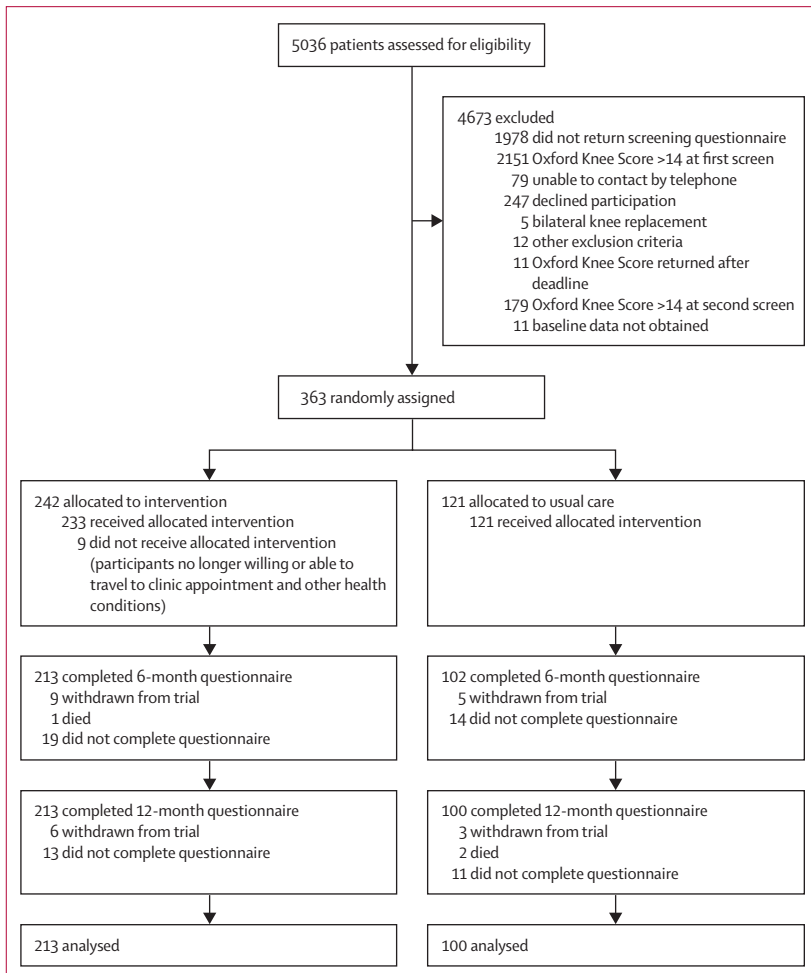 5036 patients assessed for eligibility
4673 excluded
1978 did not return screening questionnaire
2151 Oxford Knee Score >14 at first screen
79 unable to contact by telephone
247 declined participation
5 bilateral knee replacement
12 other exclusion criteria
11 Oxford Knee Score returned after
deadline
179 Oxford Knee Score >14 at second screen
11 baseline data not obtained
363 randomly assigned
242 allocated to intervention
233 received allocated intervention
9 did not receive allocated intervention
(participants no longer willing or able to
travel to clinic appointment and other health
conditions)
121 allocated to usual care
121 received allocated intervention
213 completed 6-month questionnaire
9 withdrawn from trial
1 died
19 did not complete questionnaire
102 completed 6-month questionnaire
5 withdrawn from trial
14 did not complete questionnaire
213 completed 12-month questionnaire
6 withdrawn from trial
13 did not complete questionnaire
100 completed 12-month questionnaire
3 withdrawn from trial
2 died
11 did not complete questionnaire
213 analysed
100 analysed